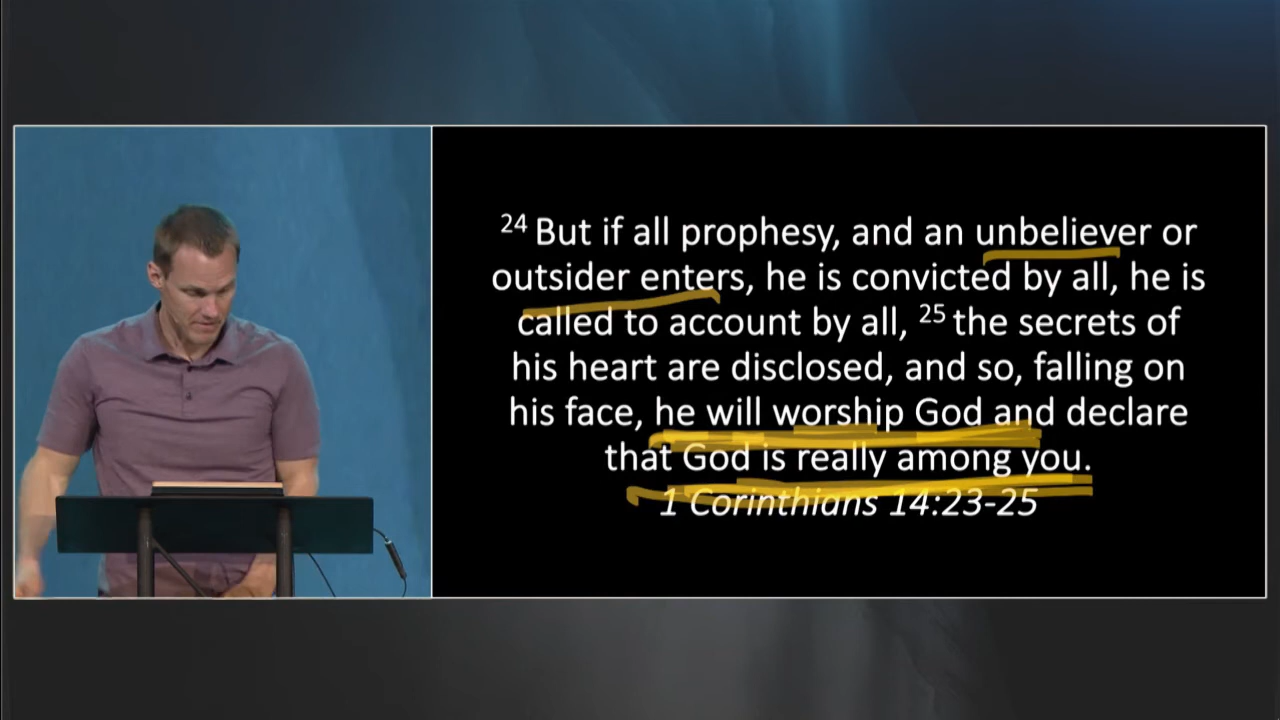 24 But if all prophesy, and an unbeliever or
outsider enters, he is convicted by all, he is
called to account by all, 25 the secrets of
his heart are disclosed, and so, falling on
his face, he will worship God and declare
that God is really among you.
1 Corinthians 14:23-25